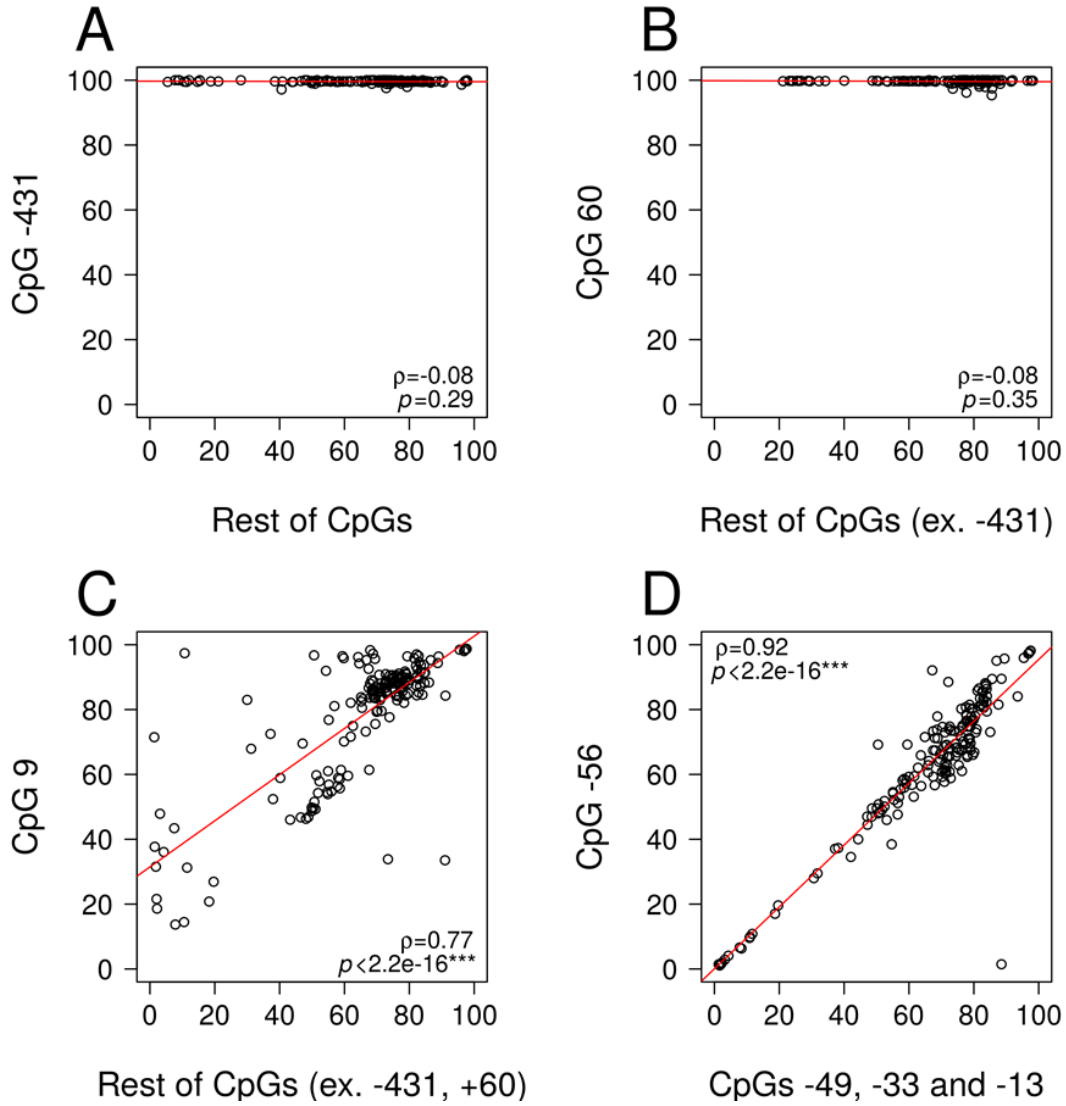 A
B
100
80
60
40
20
0
CpG -431
ρ=-0.08
p=0.29
0 20 40 60 80 100
Rest of CpGs
100
80
60
40
20
0
CpG 60
ρ=-0.08
p=0.35
0 20 40 60 80 100
Rest of CpGs (ex. -431)
C
D
100
80
60
40
20
0
CpG 9
ρ=0.77
p<2.2e-16***
0 20 40 60 80 100
Rest of CpGs (ex. -431, +60)
100
80
60
40
20
0
CpG -56
ρ=0.92
p<2.2e-16***
0 20 40 60 80 100
CpGs -49, -33 and -13